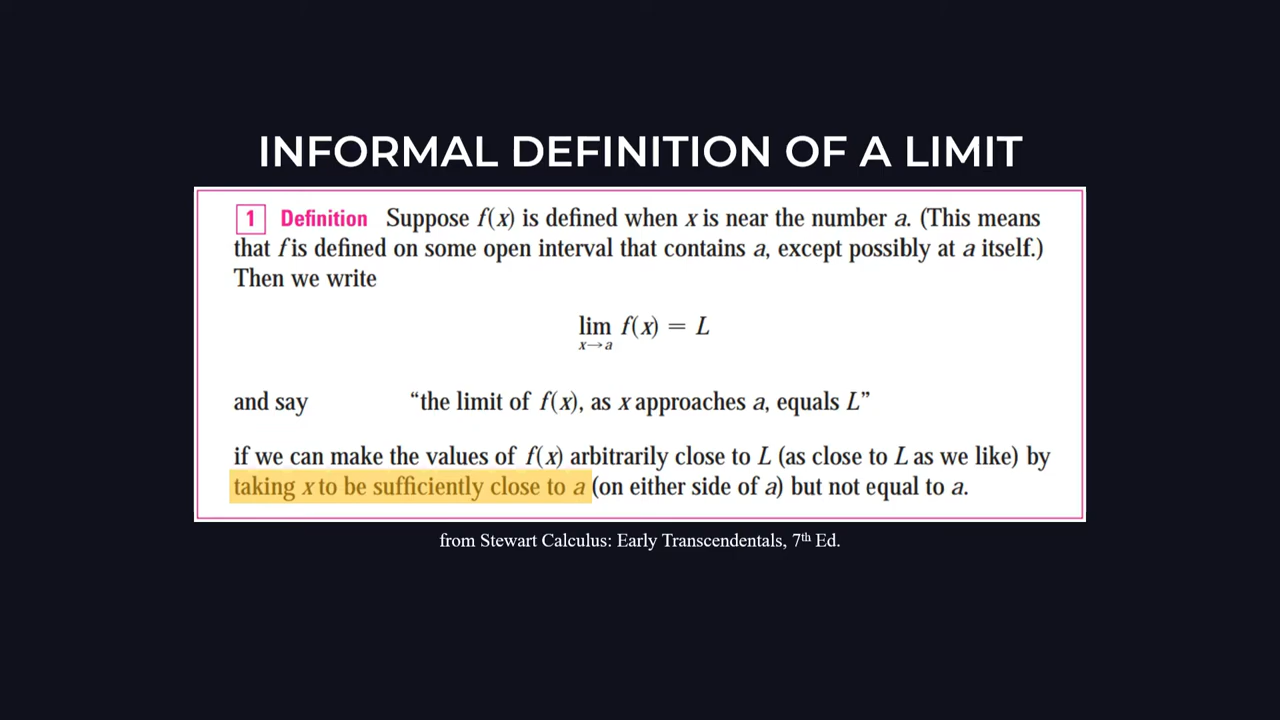 INFORMAL DEFINITION OF A LIMIT
1 Definition Suppose f(x) is defined when x is near the number a. (This means
that f is defined on some open interval that contains a, except possibly at a itself.)
Then we write
lim f(x) = L
x→a
and say “the limit of f(x), as x approaches a, equals L”
if we can make the values of f(x) arbitrarily close to L (as close to L as we like) by
taking x to be sufficiently close to a (on either side of a) but not equal to a.
from Stewart Calculus: Early Transcendentals, 7th Ed.